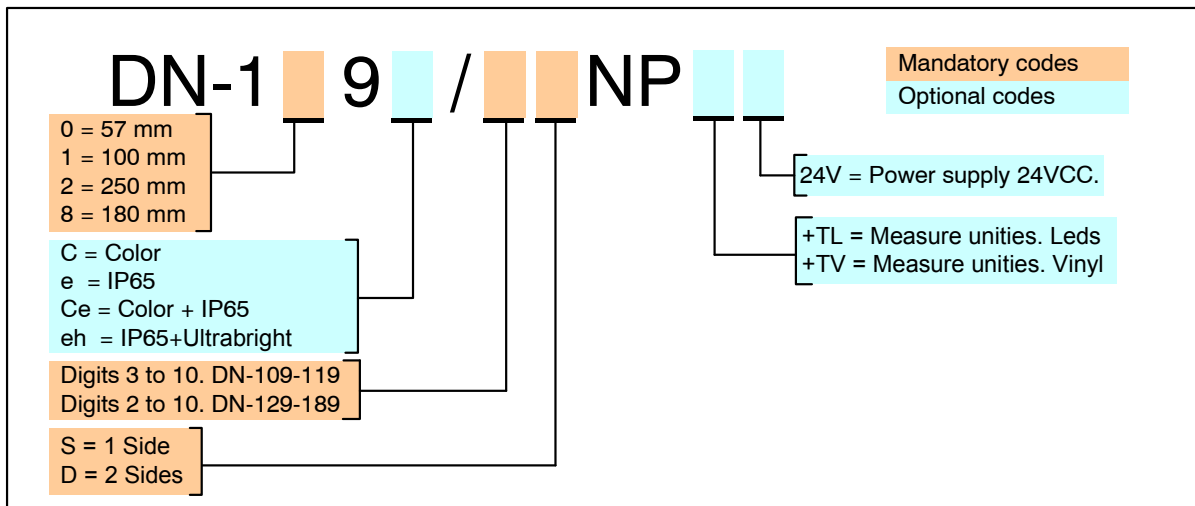 DN-1 9 / NP
Mandatory codes
Optional codes
0 = 57 mm
1 = 100 mm
2 = 250 mm
8 = 180 mm
24V = Power supply 24VCC.
+TL = Measure unities. Leds
+TV = Measure unities. Vinyl
C = Color
e = IP65
Ce = Color + IP65
eh = IP65+Ultrabright
Digits 3 to 10. DN-109-119
Digits 2 to 10. DN-129-189
S = 1 Side
D = 2 Sides